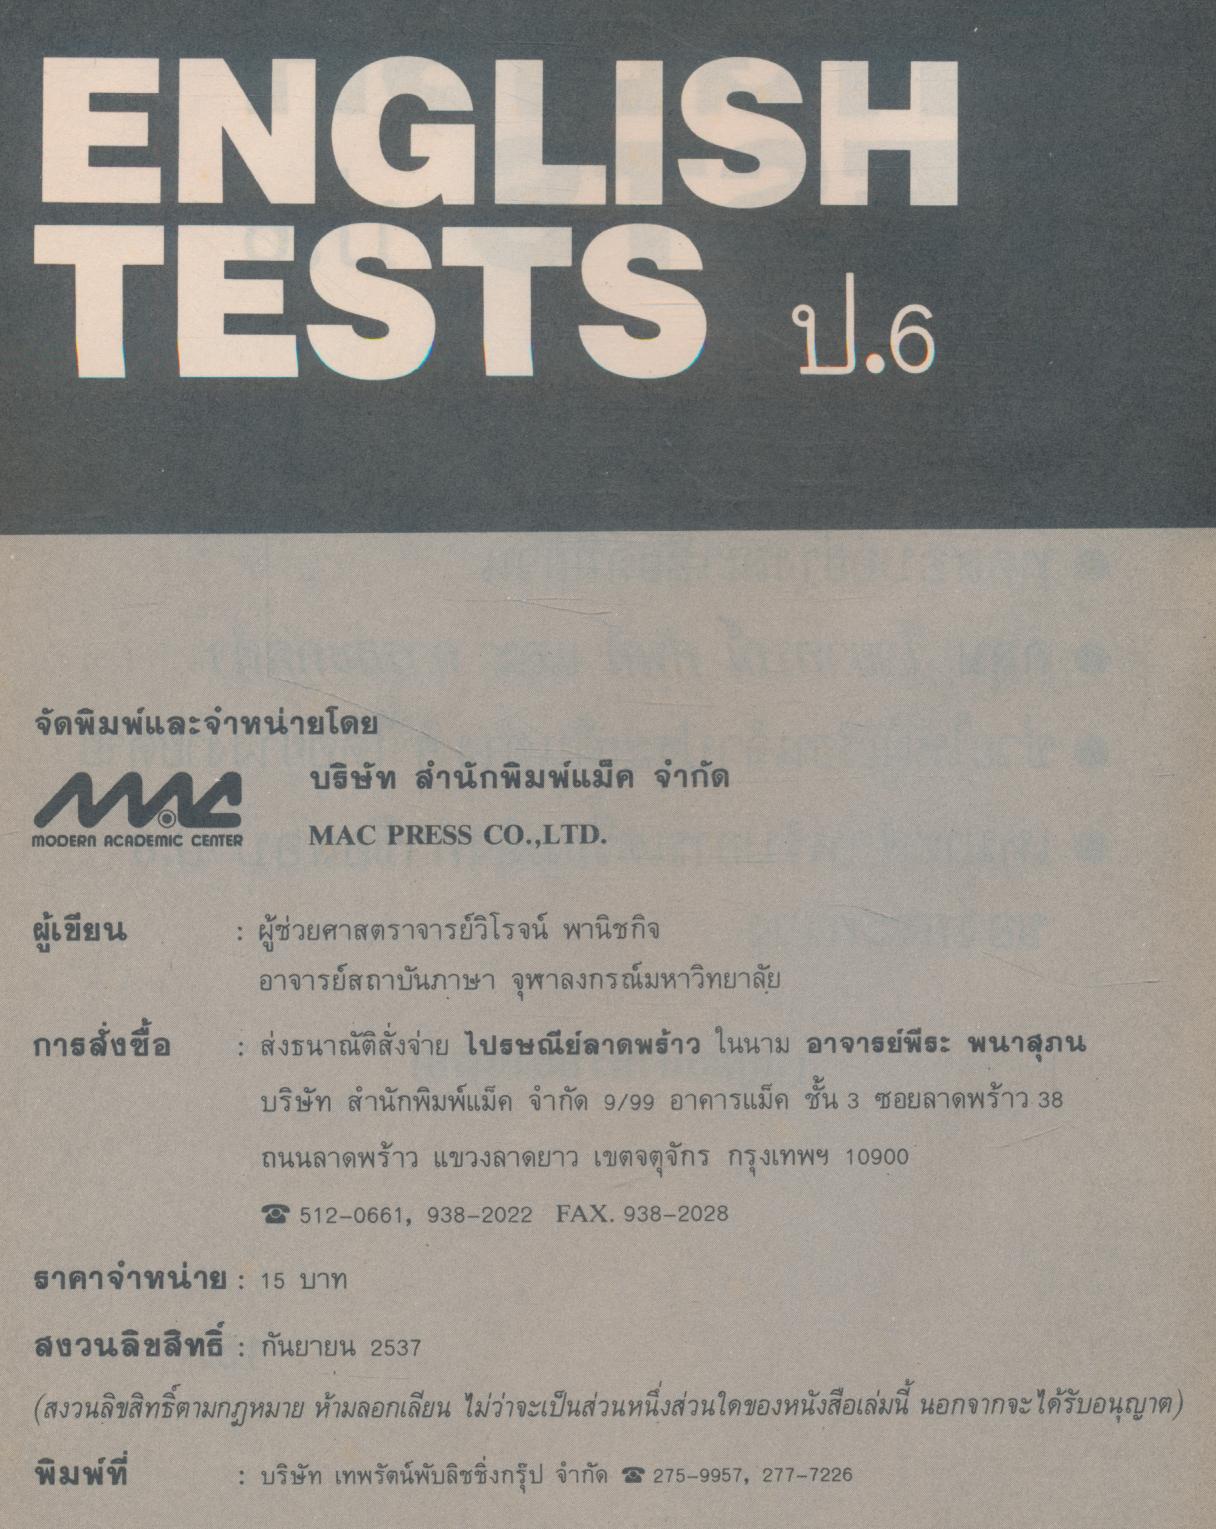 ENGLISH
TESTS ป.6
จัดพิมพ์และจำหน่ายโดย
MAC
MODERN ACADEMIC CENTER
บริษัท สำนักพิมพ์แม็ค จำกัด
MAC PRESS CO.,LTD.
ผู้เขียน : ผู้ช่วยศาสตราจารย์วิโรจน์ พานิชกิจ
อาจารย์สถาบันภาษา จุฬาลงกรณ์มหาวิทยาลัย
การสั่งซื้อ : ส่งธนาณัติสั่งจ่าย ไปรษณีย์ลาดพร้าว ในนาม อาจารย์พีระ พนาสุภน
บริษัท สำนักพิมพ์แม็ค จำกัด 9/99 อาคารแม็ค ชั้น 3 ซอยลาดพร้าว 38
ถนนลาดพร้าว แขวงลาดยาว เขตจตุจักร กรุงเทพฯ 10900
☎ 512-0661, 938-2022 FAX. 938-2028
ราคาจำหน่าย : 15 บาท
สงวนลิขสิทธิ์ : กันยายน 2537
(สงวนลิขสิทธิ์ตามกฎหมาย ห้ามลอกเลียน ไม่ว่าจะเป็นส่วนหนึ่งส่วนใดของหนังสือเล่มนี้ นอกจากจะได้รับอนุญาต)
พิมพ์ที่ : บริษัท เทพรัตน์พับลิชชิ่งกรุ๊ป จำกัด ☎ 275-9957, 277-7226